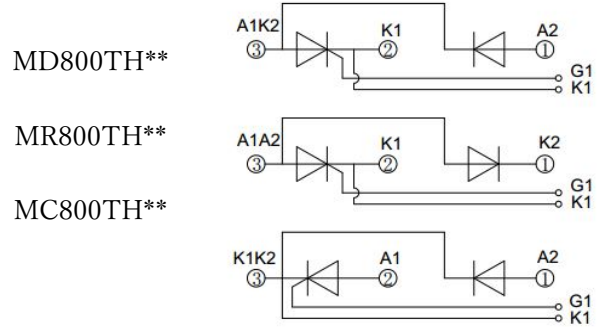 MD800TH**
A1K2 K1 A2
③ ② ①
G1
K1
MR800TH**
A1A2 K1 K2
③ ② ①
G1
K1
MC800TH**
K1K2 A1 A2
③ ② ①
G1
K1